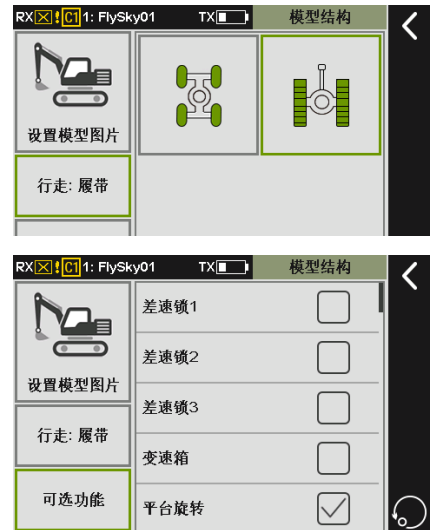 RX C1 1: FlySky01 TX 模型结构
设置模型图片
行走: 履带
RX C1 1: FlySky01 TX 模型结构
设置模型图片
行走: 履带
可选功能
差速锁1
差速锁2
差速锁3
变速箱
平台旋转